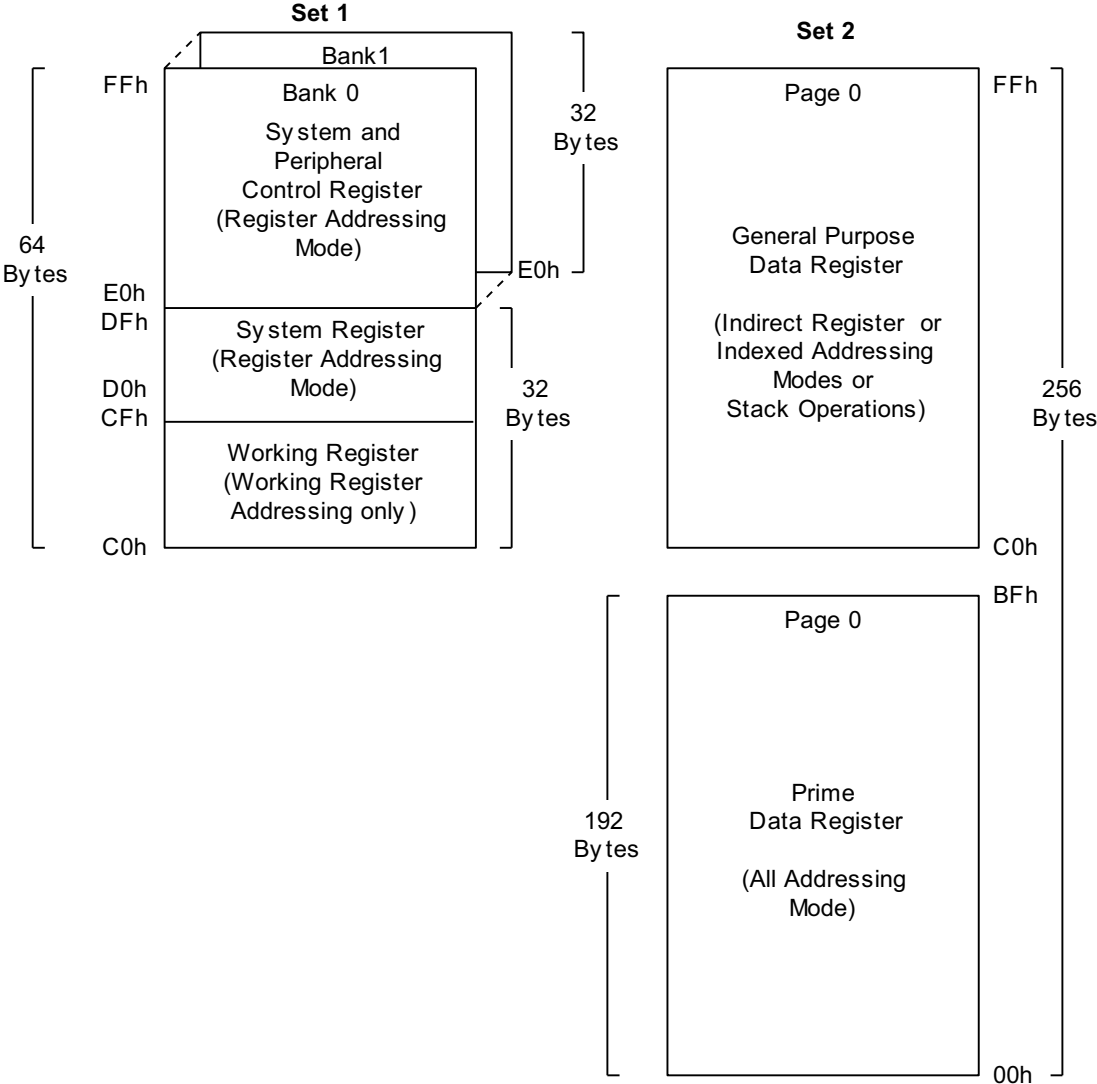 Set 1
Bank1
FFh
Bank 0
System and
Peripheral
Control Register
(Register Addressing
Mode)
32
Bytes
64
Bytes
E0h
E0h
DFh
System Register
(Register Addressing
Mode)
D0h
CFh
32
Bytes
Working Register
(Working Register
Addressing only)
C0h
Set 2
Page 0
FFh
General Purpose
Data Register
(Indirect Register or
Indexed Addressing
Modes or
Stack Operations)
256
Bytes
C0h
BFh
Page 0
192
Bytes
Prime
Data Register
(All Addressing
Mode)
00h